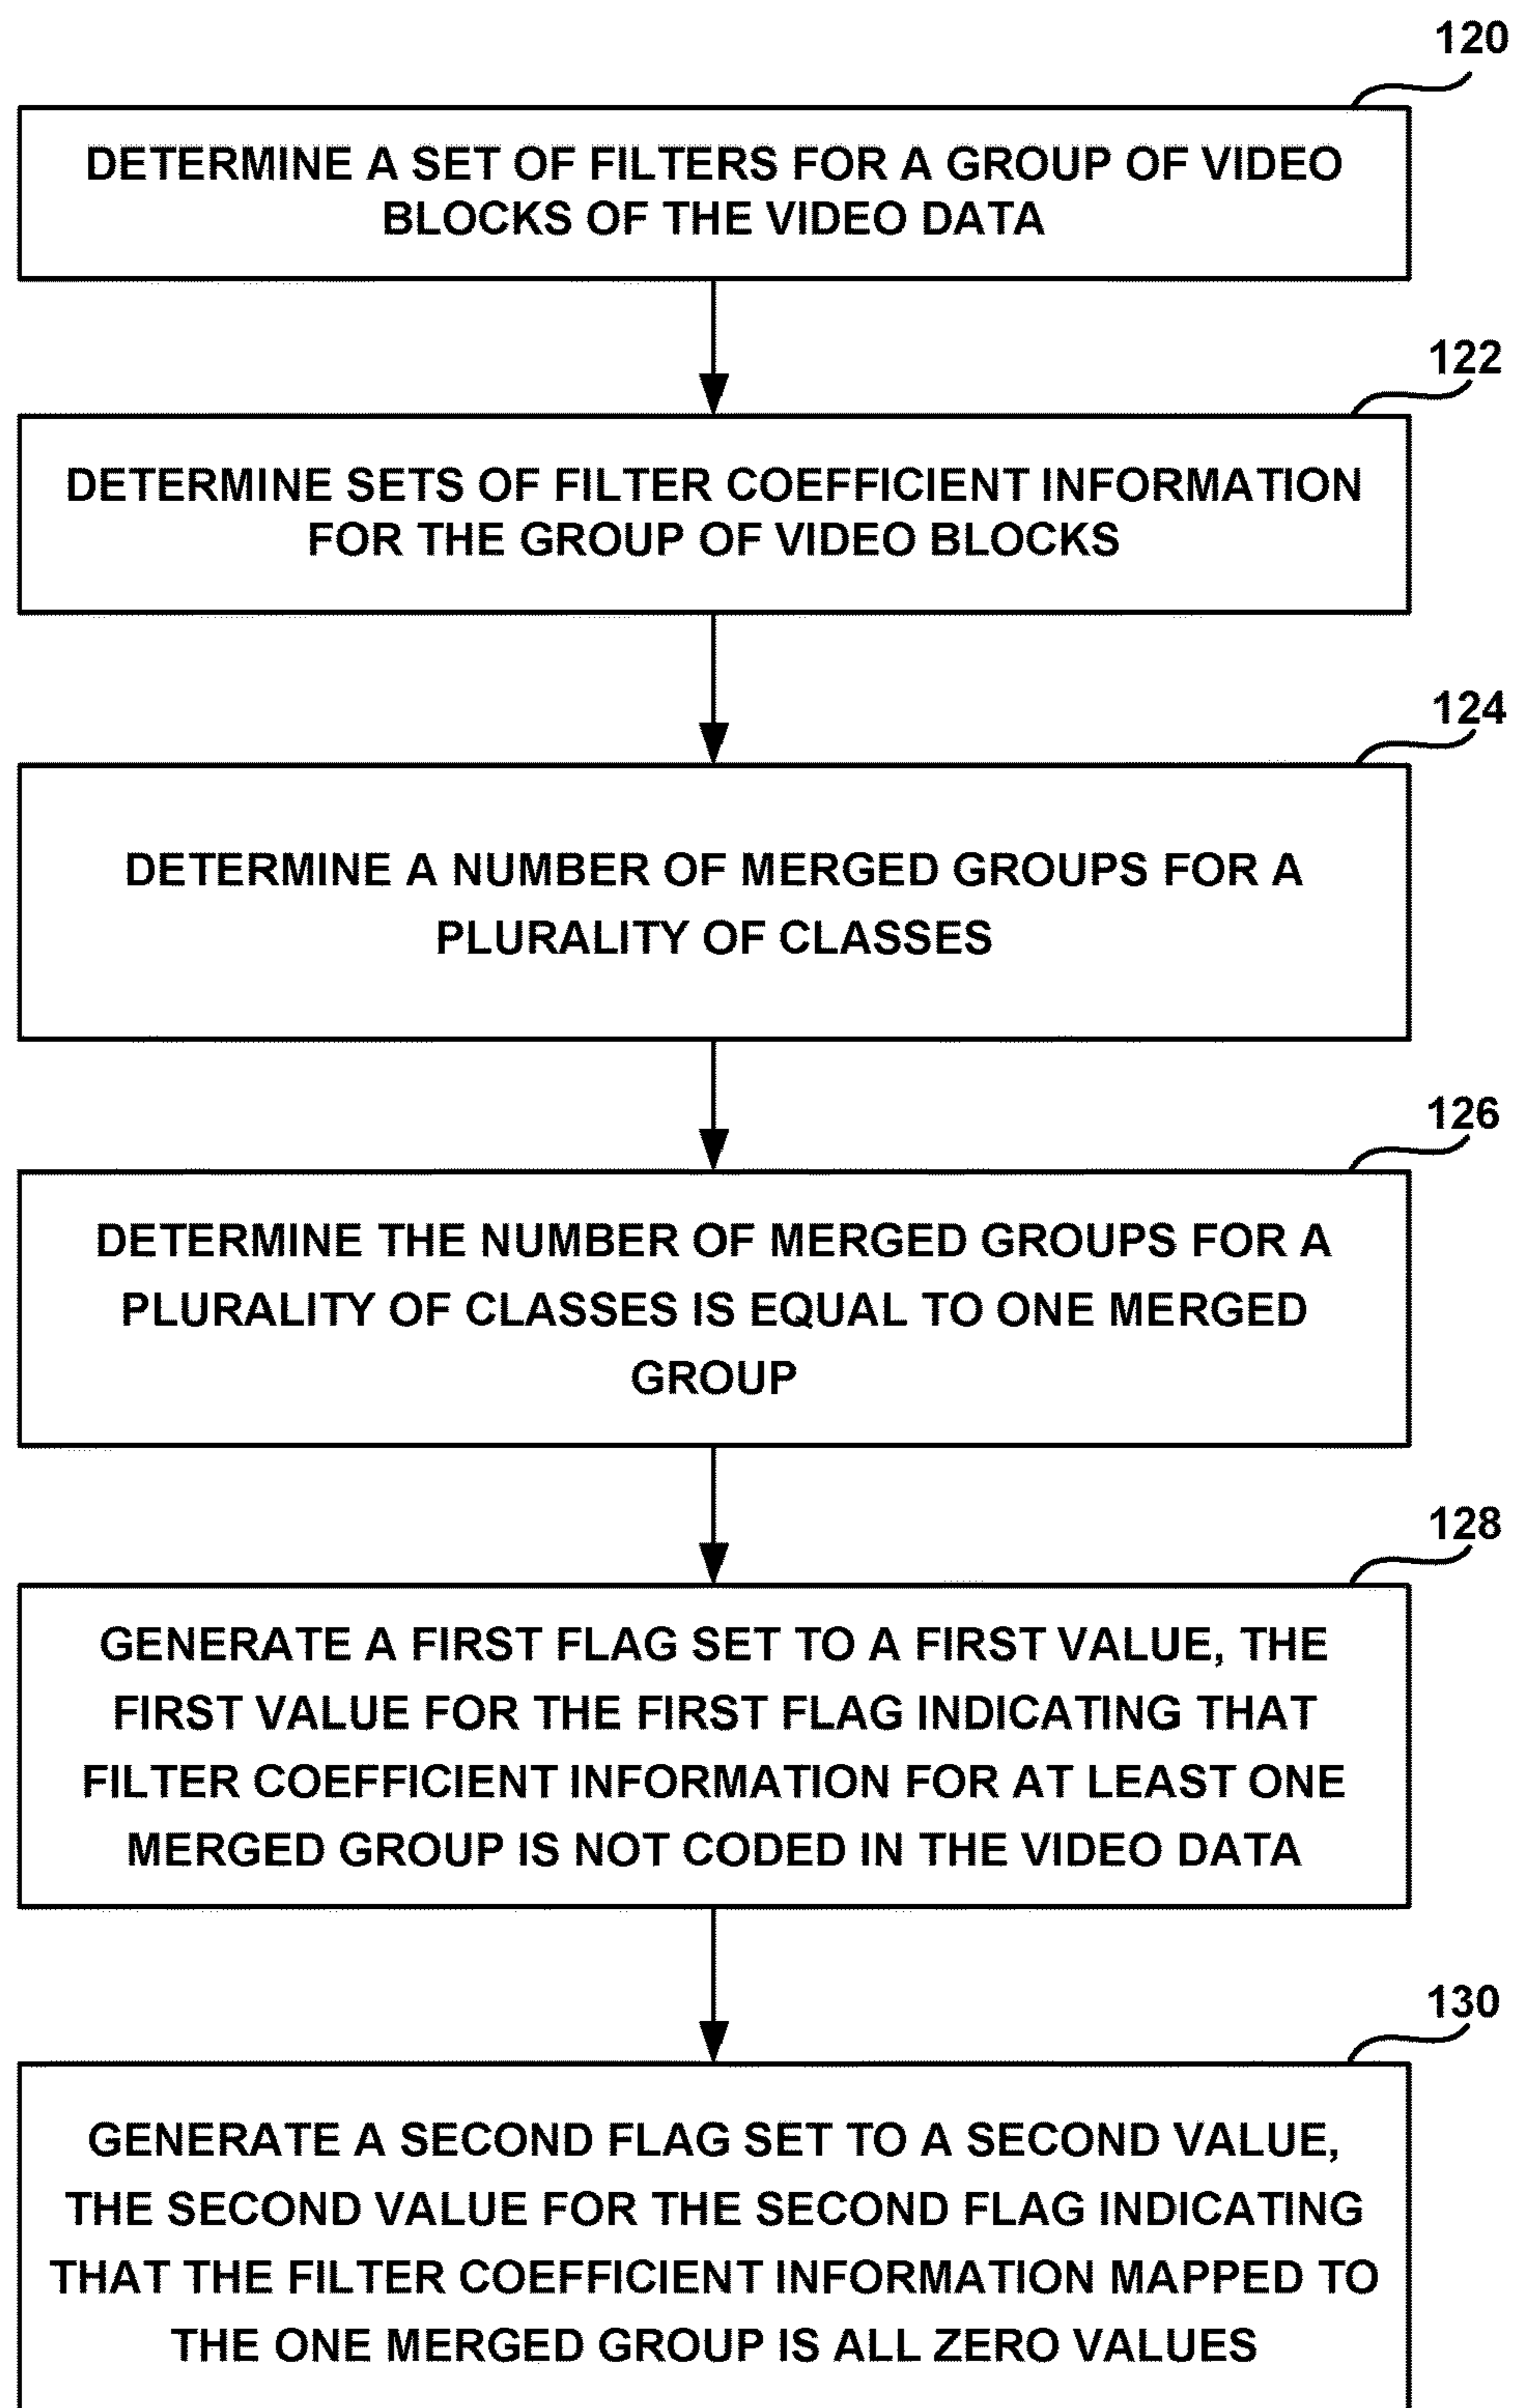 120
DETERMINE A SET OF FILTERS FOR A GROUP OF VIDEO
BLOCKS OF THE VIDEO DATA
122
DETERMINE SETS OF FILTER COEFFICIENT INFORMATION
FOR THE GROUP OF VIDEO BLOCKS
124
DETERMINE A NUMBER OF MERGED GROUPS FOR A
PLURALITY OF CLASSES
126
DETERMINE THE NUMBER OF MERGED GROUPS FOR A
PLURALITY OF CLASSES IS EQUAL TO ONE MERGED
GROUP
128
GENERATE A FIRST FLAG SET TO A FIRST VALUE, THE
FIRST VALUE FOR THE FIRST FLAG INDICATING THAT
FILTER COEFFICIENT INFORMATION FOR AT LEAST ONE
MERGED GROUP IS NOT CODED IN THE VIDEO DATA
130
GENERATE A SECOND FLAG SET TO A SECOND VALUE,
THE SECOND VALUE FOR THE SECOND FLAG INDICATING
THAT THE FILTER COEFFICIENT INFORMATION MAPPED TO
THE ONE MERGED GROUP IS ALL ZERO VALUES